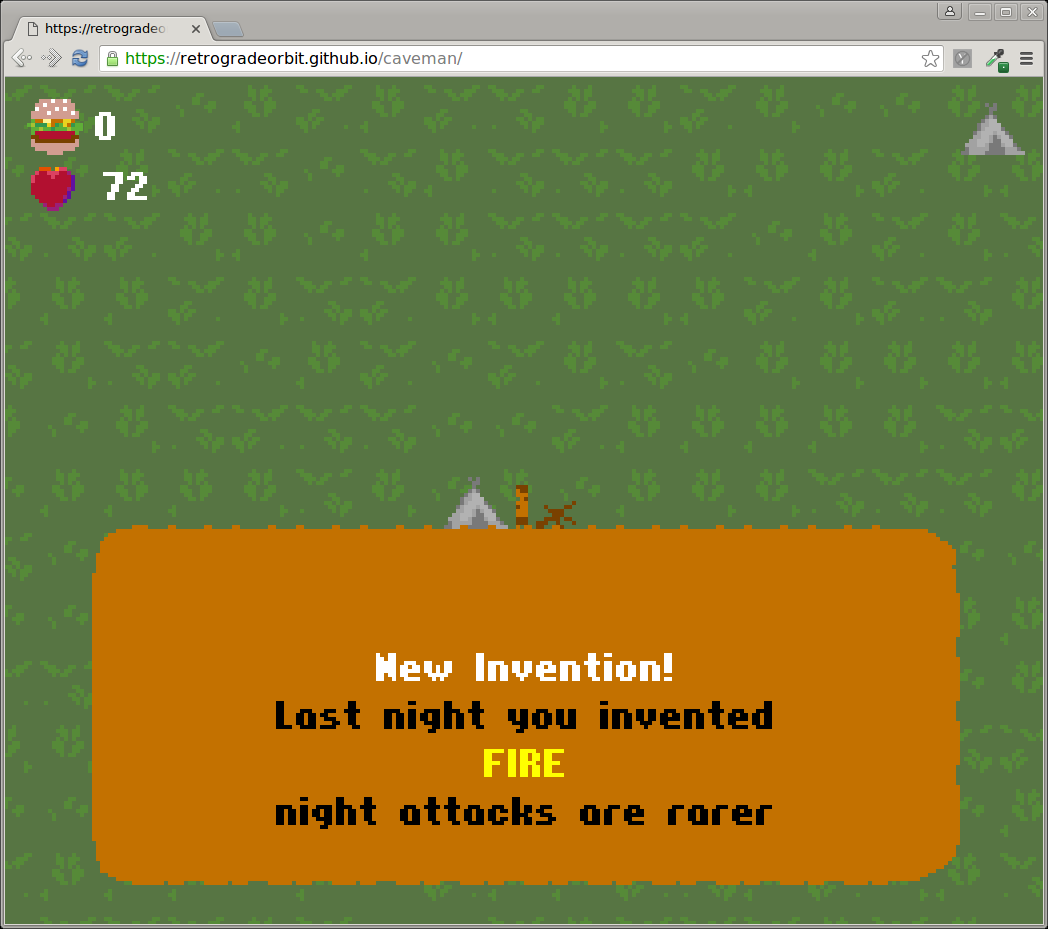 https://retrogradeo
https://retrogradeorbit.github.io/caveman/
0
72
New Invention!
Last night you invented
FIRE
night attacks are rarer